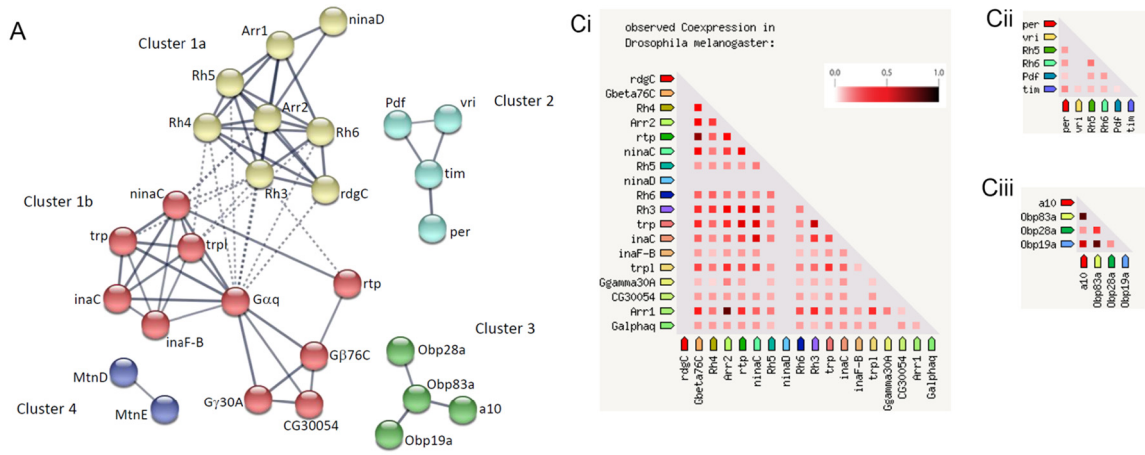 A
Cluster 1a
ninaD
Arr1
Rh5
Arr2
Rh4
Rh6
Rh3
rdgC
Pdf
vri
Cluster 2
tim
per
Cluster 1b
ninaC
trp
trpl
inaC
Gαq
inaF-B
rtp
Gβ76C
Gγ30A
CG30054
Cluster 3
Obp28a
Obp83a
a10
Obp19a
MtnD
Cluster 4
MtnE
Ci
observed Coexpression in
Drosophila melanogaster:
0.0 0.5 1.0
rdgC
Gbeta76C
Rh4
Arr2
rtp
ninaC
Rh5
ninaD
Rh6
Rh3
trp
inaC
inaF-B
trpl
Ggamma30A
CG30054
Arr1
Galphaq
rdgC
Gbeta76C
Rh4
Arr2
rtp
ninaC
Rh5
ninaD
Rh6
Rh3
trp
inaC
inaF-B
trpl
Ggamma30A
CG30054
Arr1
Galphaq
Cii
per
vri
Rh5
Rh6
Pdf
tim
per
vri
Rh5
Rh6
Pdf
tim
Ciii
a10
Obp83a
Obp28a
Obp19a
a10
Obp83a
Obp28a
Obp19a